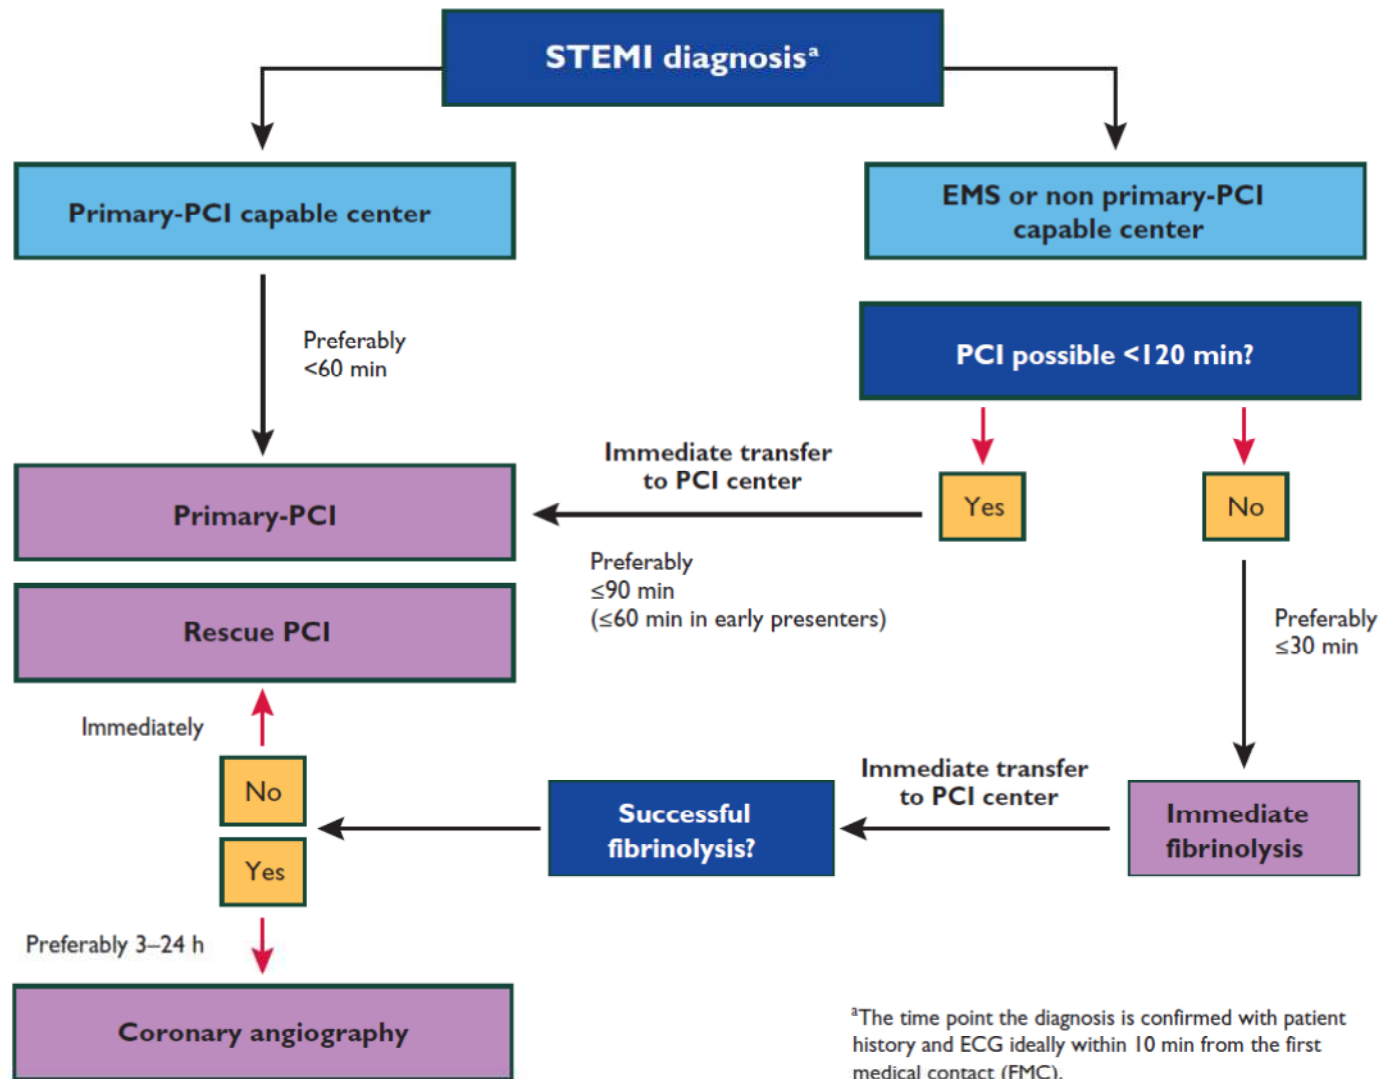 STEMI diagnosisᵃ
Primary-PCI capable center
EMS or non primary-PCI
capable center
Preferably
<60 min
PCI possible <120 min?
Immediate transfer
to PCI center
Yes
No
Primary-PCI
Preferably
≤90 min
(≤60 min in early presenters)
Rescue PCI
Preferably
≤30 min
Immediately
No
Yes
Successful
fibrinolysis?
Immediate transfer
to PCI center
Immediate
fibrinolysis
Preferably 3–24 h
Coronary angiography
ᵃThe time point the diagnosis is confirmed with patient
history and ECG ideally within 10 min from the first
medical contact (FMC).